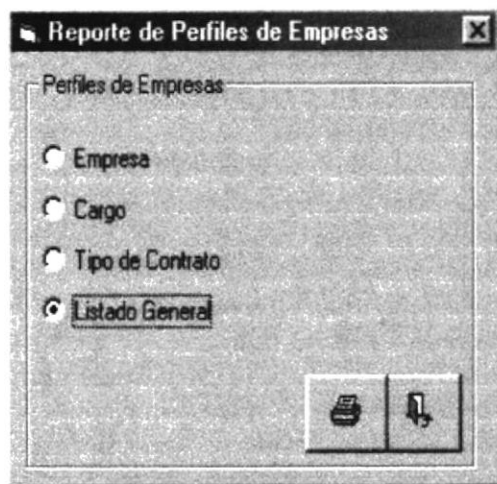 Reporte de Perfiles de Empresas
Perfiles de Empresas
Empresa
Cargo
Tipo de Contrato
Listado General